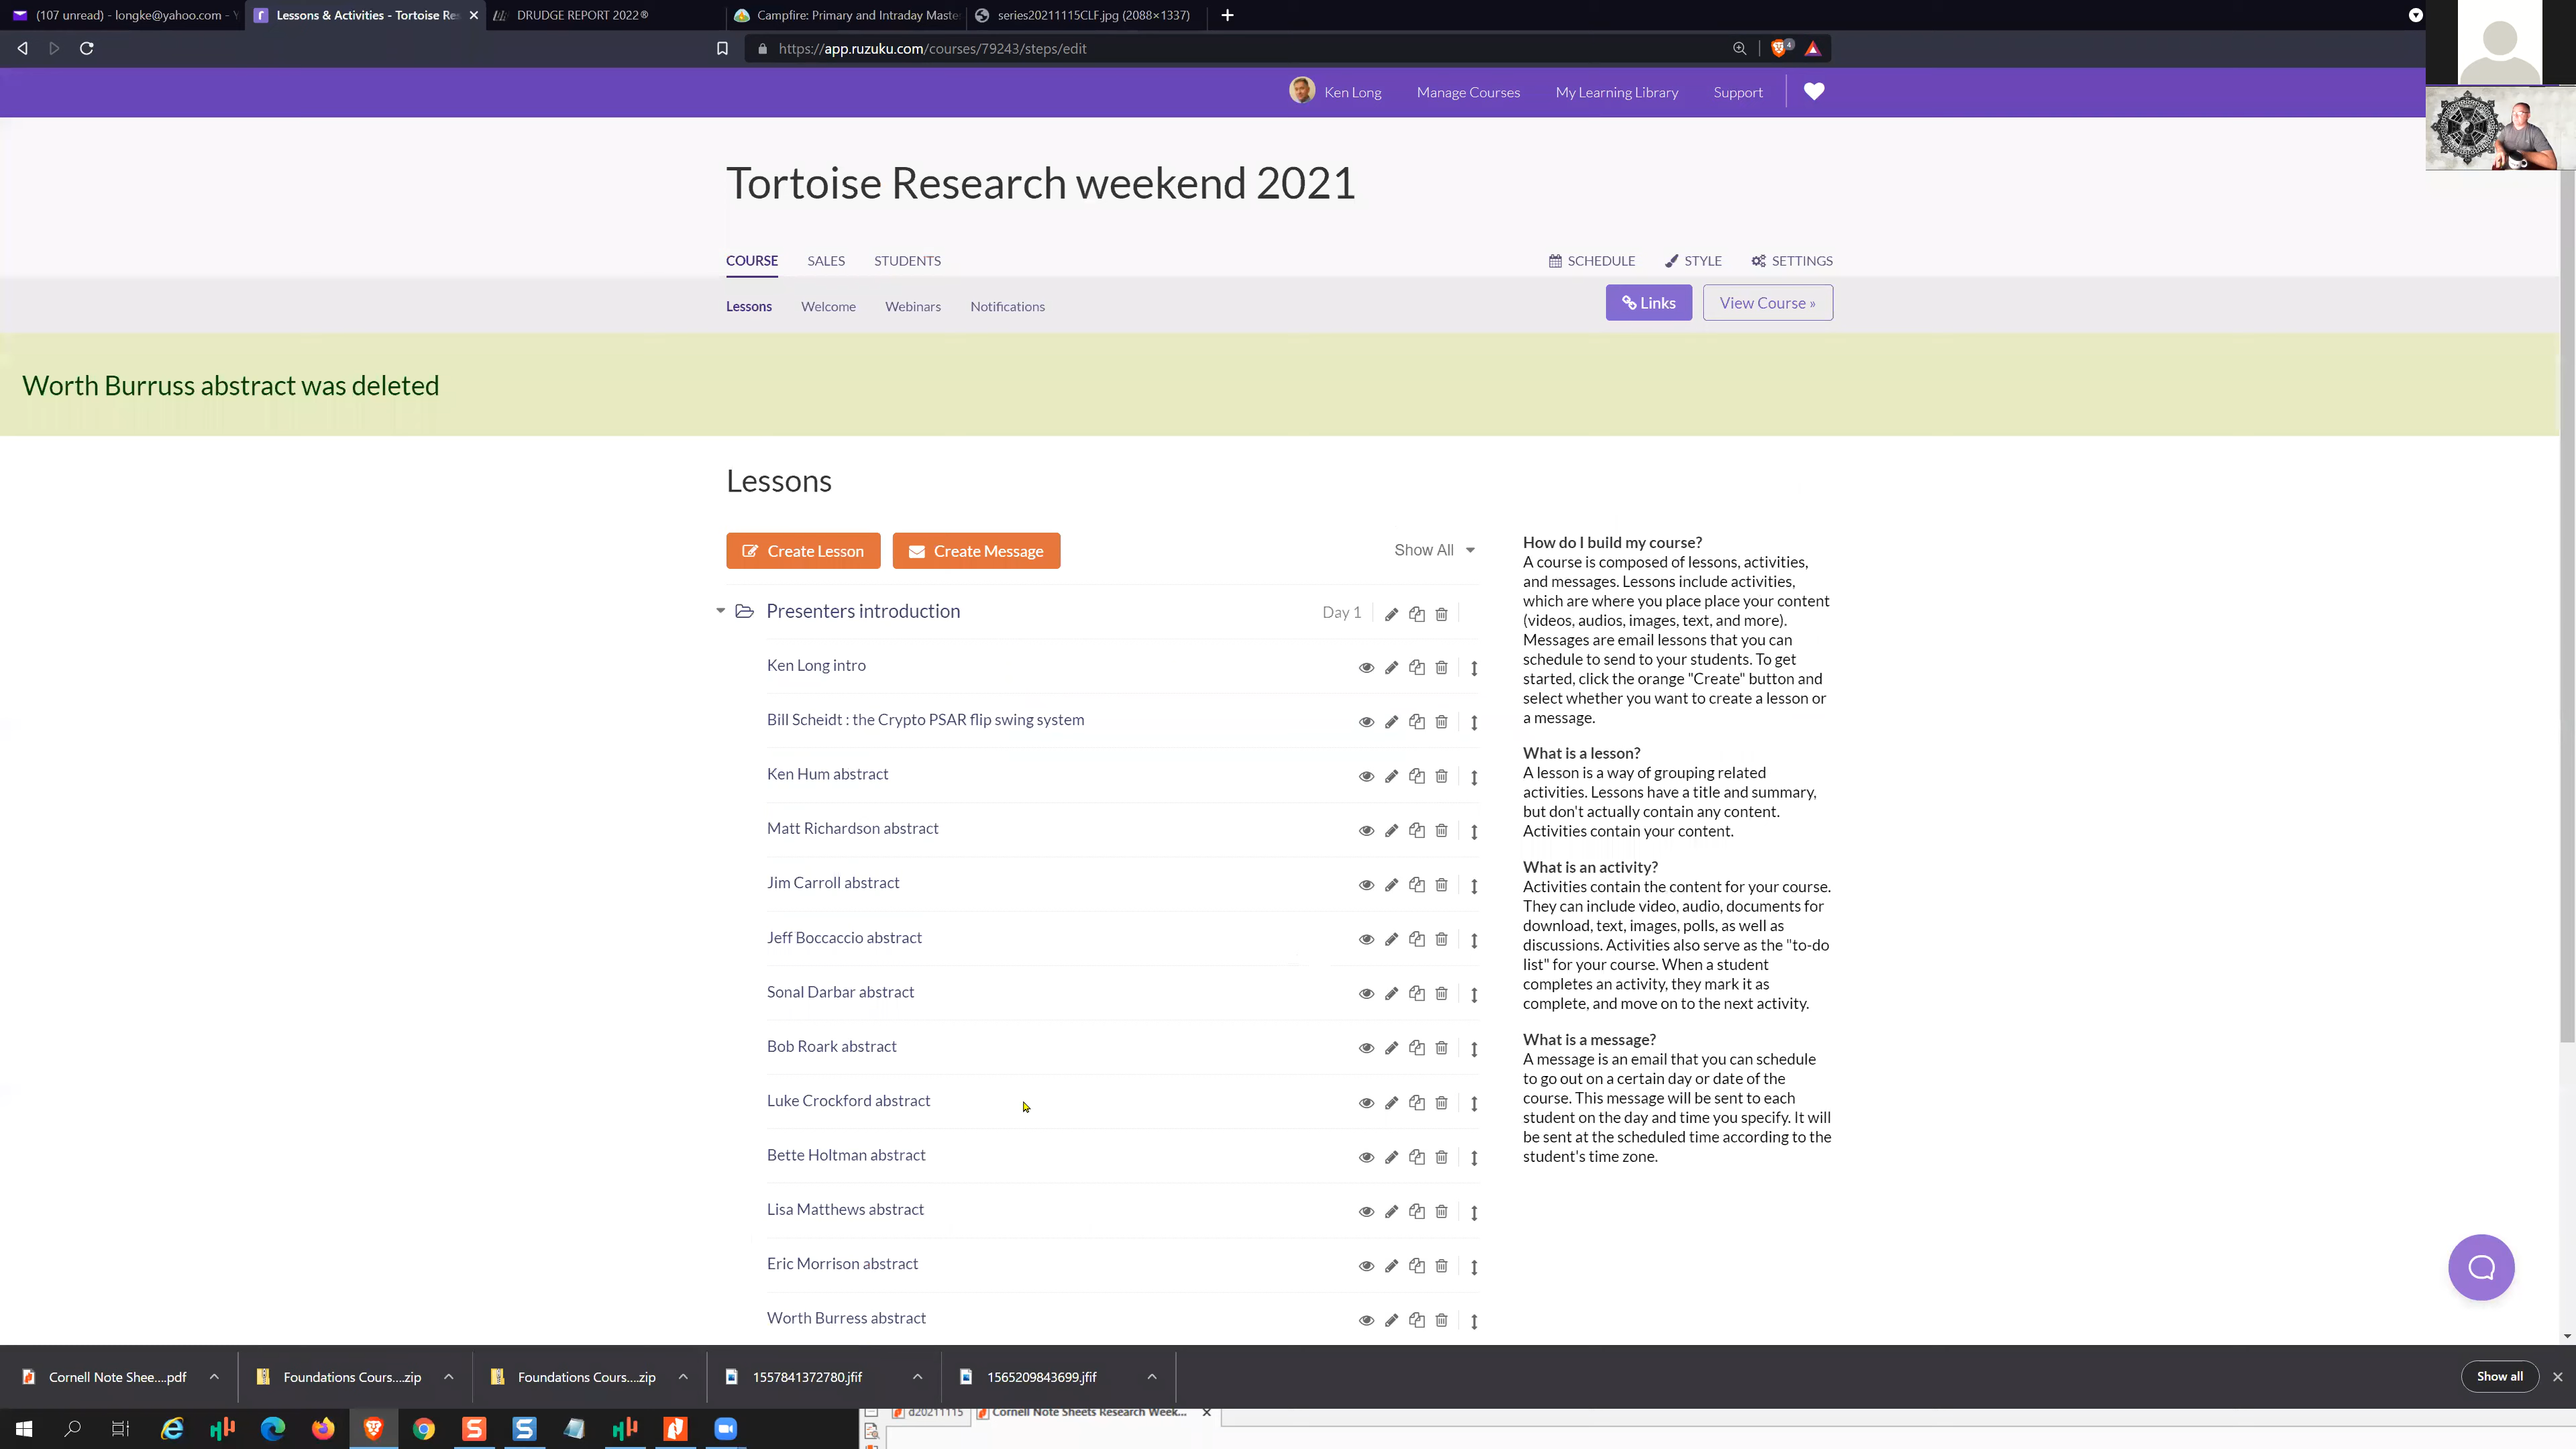 (107 unread) - longke@yahoo.com -
Lessons & Activities - Tortoise Res
DRUDGE REPORT 2022®
Campfire: Primary and Intraday Maste
series20211115CLF.jpg (2088×1337)
https://app.ruzuku.com/courses/79243/steps/edit
4
Ken Long
Manage Courses
My Learning Library
Support
Tortoise Research weekend 2021
COURSE
SALES
STUDENTS
SCHEDULE
STYLE
SETTINGS
Lessons
Welcome
Webinars
Notifications
Links
View Course »
Worth Burruss abstract was deleted
Lessons
Create Lesson
Create Message
Show All
Presenters introduction
Day 1
Ken Long intro
Bill Scheidt : the Crypto PSAR flip swing system
Ken Hum abstract
Matt Richardson abstract
Jim Carroll abstract
Jeff Boccaccio abstract
Sonal Darbar abstract
Bob Roark abstract
Luke Crockford abstract
Bette Holtman abstract
Lisa Matthews abstract
Eric Morrison abstract
Worth Burress abstract
How do I build my course?
A course is composed of lessons, activities,
and messages. Lessons include activities,
which are where you place place your content
(videos, audios, images, text, and more).
Messages are email lessons that you can
schedule to send to your students. To get
started, click the orange "Create" button and
select whether you want to create a lesson or
a message.
What is a lesson?
A lesson is a way of grouping related
activities. Lessons have a title and summary,
but don't actually contain any content.
Activities contain your content.
What is an activity?
Activities contain the content for your course.
They can include video, audio, documents for
download, text, images, polls, as well as
discussions. Activities also serve as the "to-do
list" for your course. When a student
completes an activity, they mark it as
complete, and move on to the next activity.
What is a message?
A message is an email that you can schedule
to go out on a certain day or date of the
course. This message will be sent to each
student on the day and time you specify. It will
be sent at the scheduled time according to the
student's time zone.
Cornell Note Shee....pdf
Foundations Cours....zip
Foundations Cours....zip
1557841372780.jfif
1565209843699.jfif
Show all
d20211115
Cornell Note Sheets Research Week...